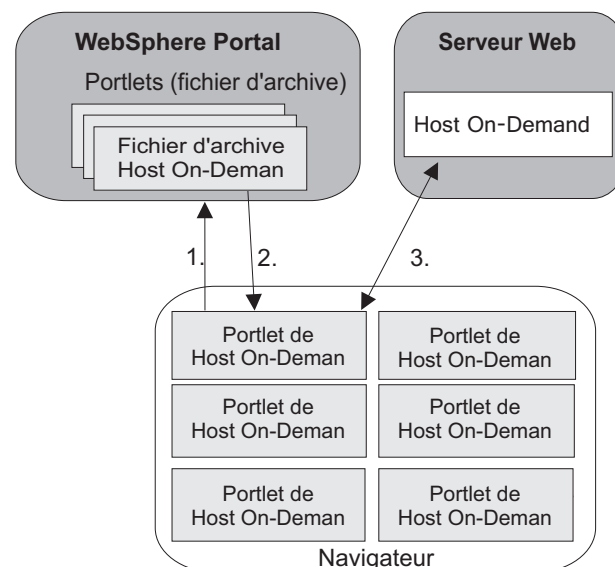 WebSphere Portal
Portlets (fichier d'archive)
Fichier d'archive
Host On-Deman
Serveur Web
Host On-Demand
1.
2.
3.
Portlet de
Host On-Deman
Portlet de
Host On-Deman
Portlet de
Host On-Deman
Portlet de
Host On-Deman
Portlet de
Host On-Deman
Portlet de
Host On-Deman
Navigateur